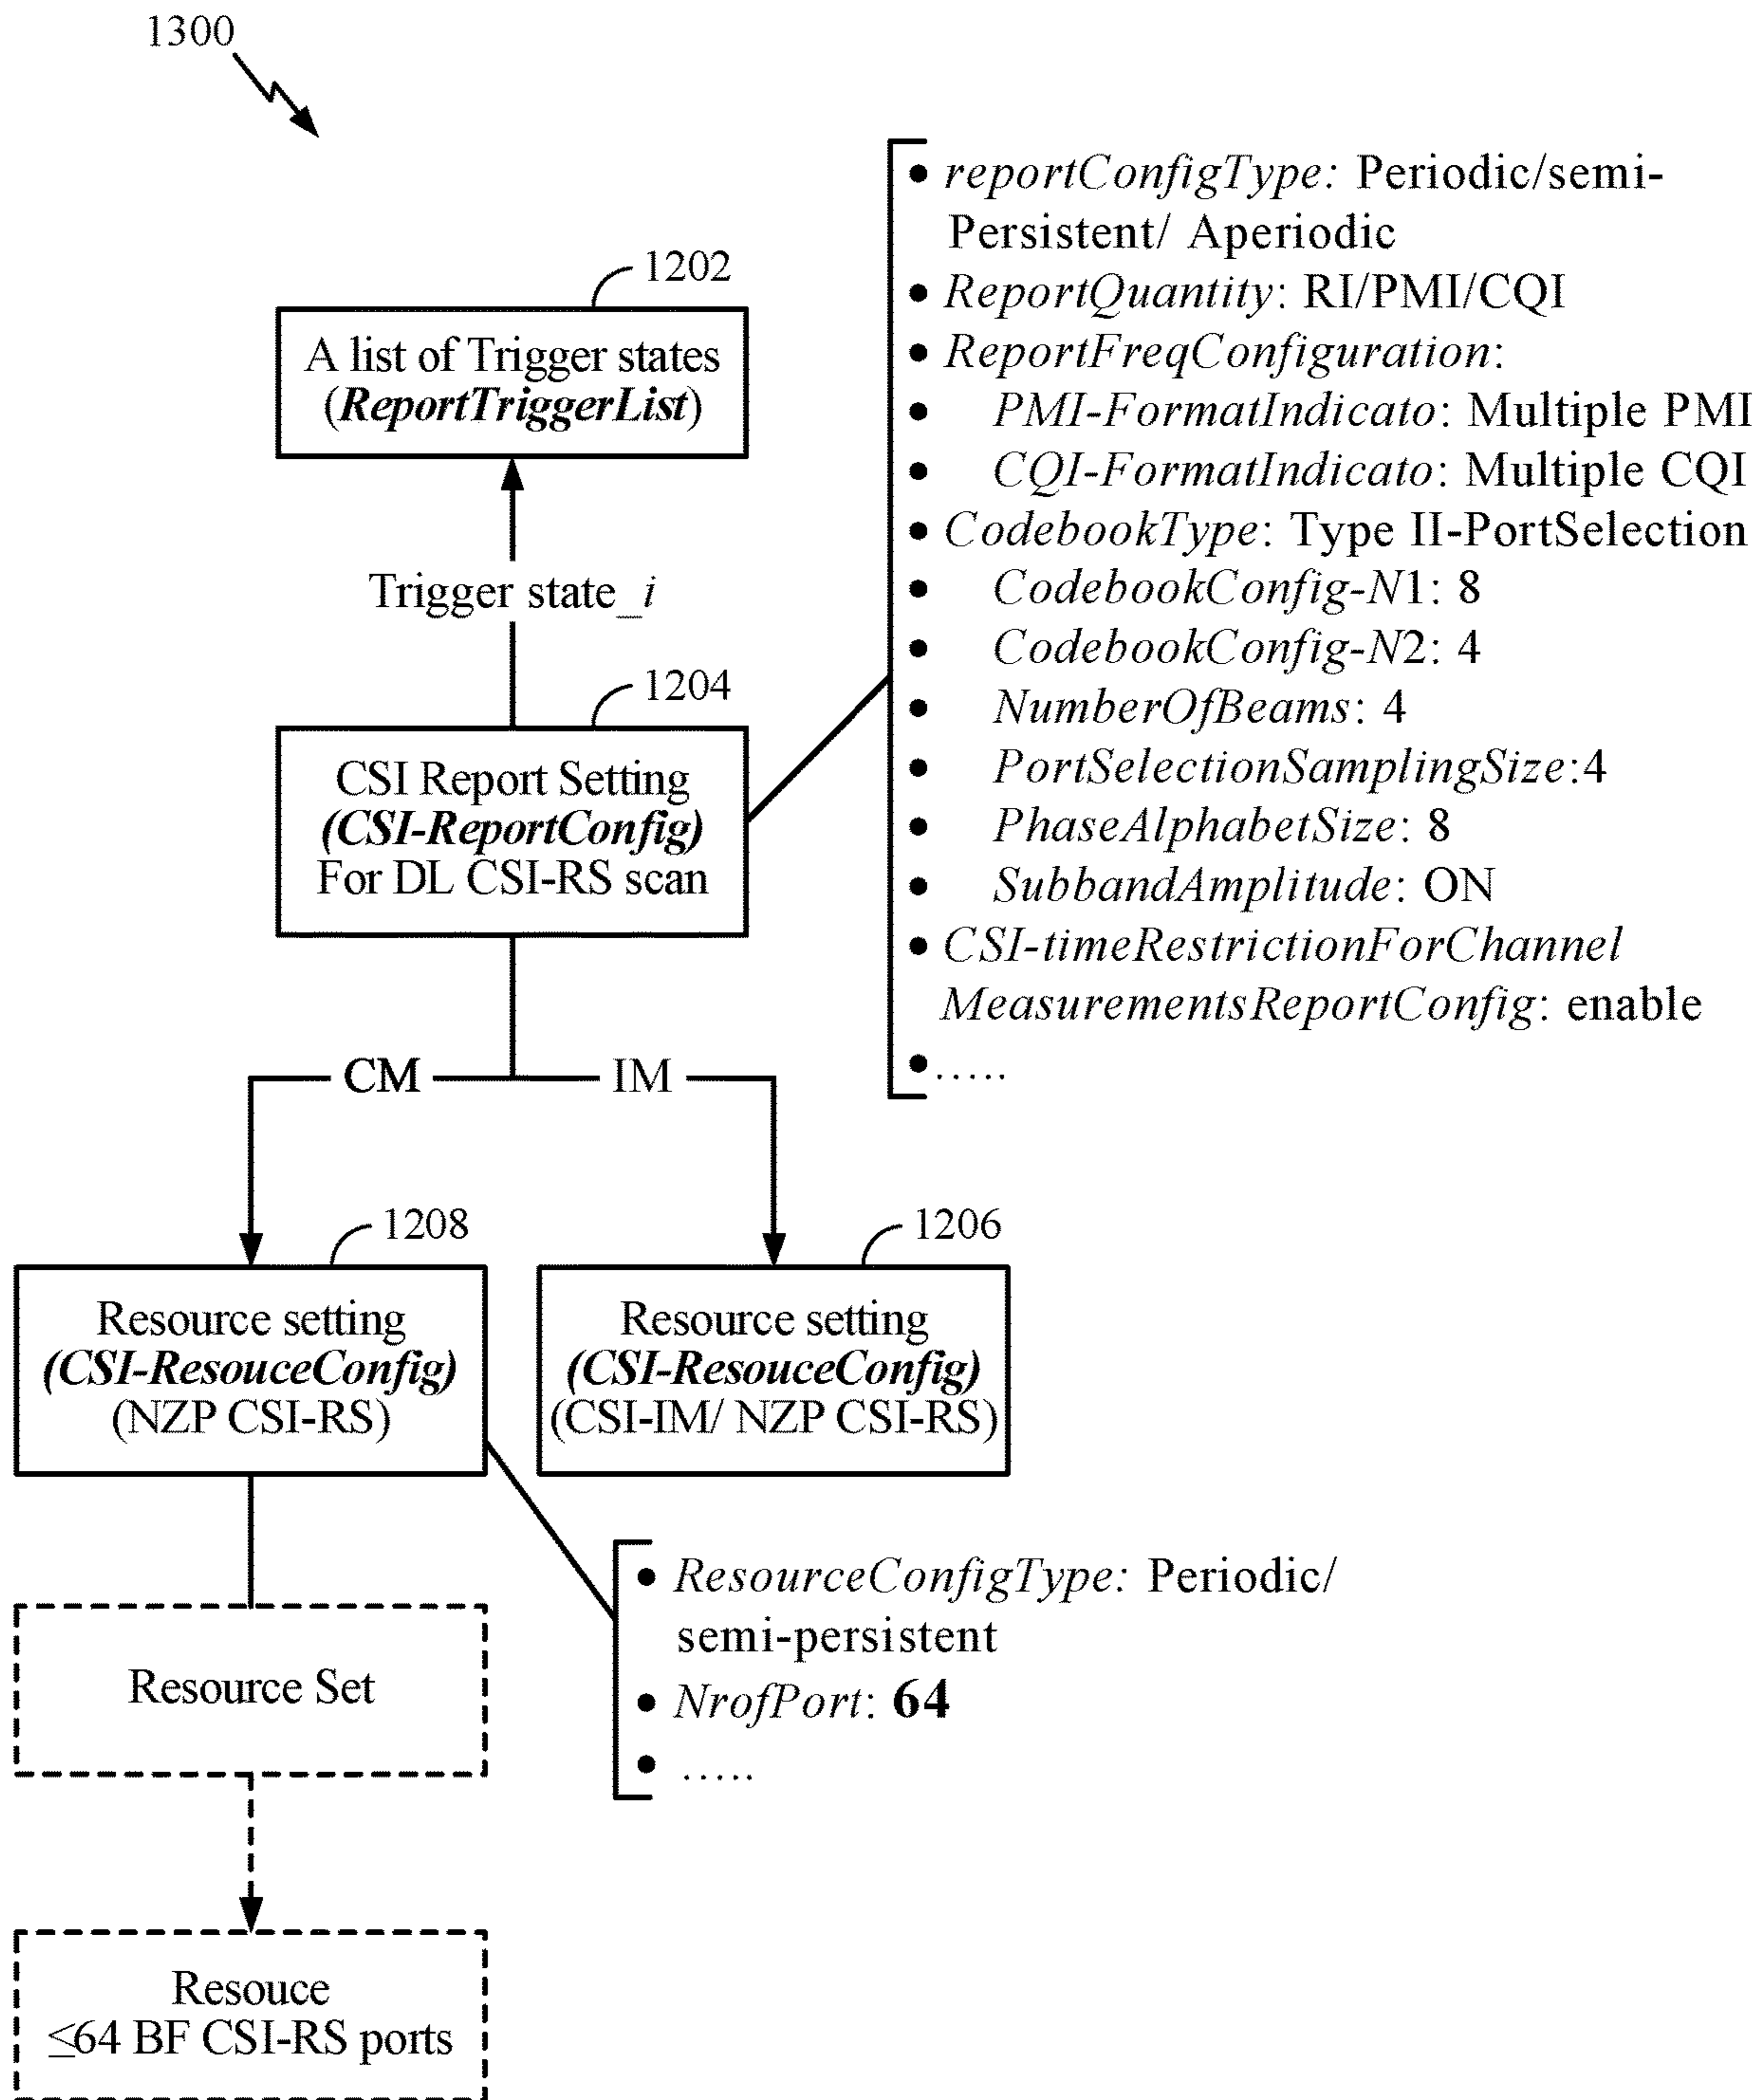 1300
1202
A list of Trigger states
(ReportTriggerList)
Trigger state_i
1204
CSI Report Setting
(CSI-ReportConfig)
For DL CSI-RS scan
• reportConfigType: Periodic/semi-
Persistent/ Aperiodic
• ReportQuantity: RI/PMI/CQI
• ReportFreqConfiguration:
• PMI-FormatIndicato: Multiple PMI
• CQI-FormatIndicato: Multiple CQI
• CodebookType: Type II-PortSelection
• CodebookConfig-N1: 8
• CodebookConfig-N2: 4
• NumberOfBeams: 4
• PortSelectionSamplingSize:4
• PhaseAlphabetSize: 8
• SubbandAmplitude: ON
• CSI-timeRestrictionForChannel
MeasurementsReportConfig: enable
• .....
CM
IM
1208
Resource setting
(CSI-ResouceConfig)
(NZP CSI-RS)
1206
Resource setting
(CSI-ResouceConfig)
(CSI-IM/ NZP CSI-RS)
• ResourceConfigType: Periodic/
semi-persistent
• NrofPort: 64
• .....
Resource Set
Resouce
≤64 BF CSI-RS ports